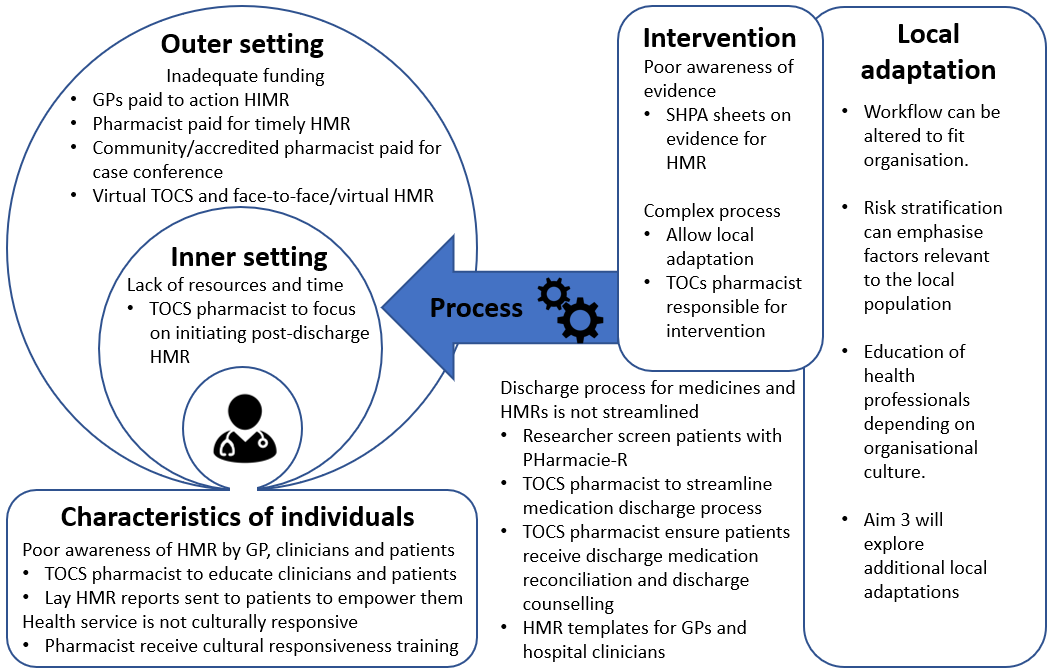 Outer setting
Inadequate funding
• GPs paid to action HIMR
• Pharmacist paid for timely HMR
• Community/accredited pharmacist paid for
case conference
• Virtual TOCS and face-to-face/virtual HMR
Inner setting
Lack of resources and time
• TOCS pharmacist to focus
on initiating post-discharge
HMR
Characteristics of individuals
Poor awareness of HMR by GP, clinicians and patients
• TOCS pharmacist to educate clinicians and patients
• Lay HMR reports sent to patients to empower them
Health service is not culturally responsive
• Pharmacist receive cultural responsiveness training
Process
Discharge process for medicines and
HMRs is not streamlined
• Researcher screen patients with
PHarmacie-R
• TOCS pharmacist to streamline
medication discharge process
• TOCS pharmacist ensure patients
receive discharge medication
reconciliation and discharge
counselling
• HMR templates for GPs and
hospital clinicians
Intervention
Poor awareness of
evidence
• SHPA sheets on
evidence for
HMR
Complex process
• Allow local
adaptation
• TOCs pharmacist
responsible for
intervention
Local
adaptation
• Workflow can be
altered to fit
organisation.
• Risk stratification
can emphasise
factors relevant
to the local
population
• Education of
health
professionals
depending on
organisational
culture.
• Aim 3 will
explore
additional local
adaptations